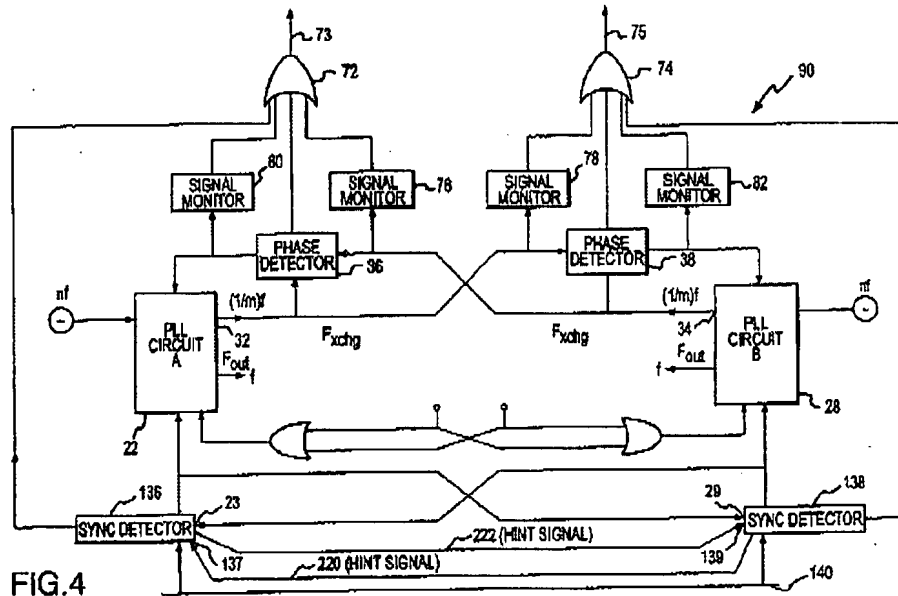 73
75
72
74
90
80
76
78
82
SIGNAL MONITOR
SIGNAL MONITOR
SIGNAL MONITOR
SIGNAL MONITOR
PHASE DETECTOR
36
PHASE DETECTOR
38
nf
(1/m)f
(1/m)f
nf
PLL CIRCUIT A
32
Fxchg
Fxchg
34
PLL CIRCUIT B
Fout
f
Fout
f
22
28
136
23
29
138
SYNC DETECTOR
SYNC DETECTOR
222 (HINT SIGNAL)
137
139
220 (HINT SIGNAL)
140
FIG.4